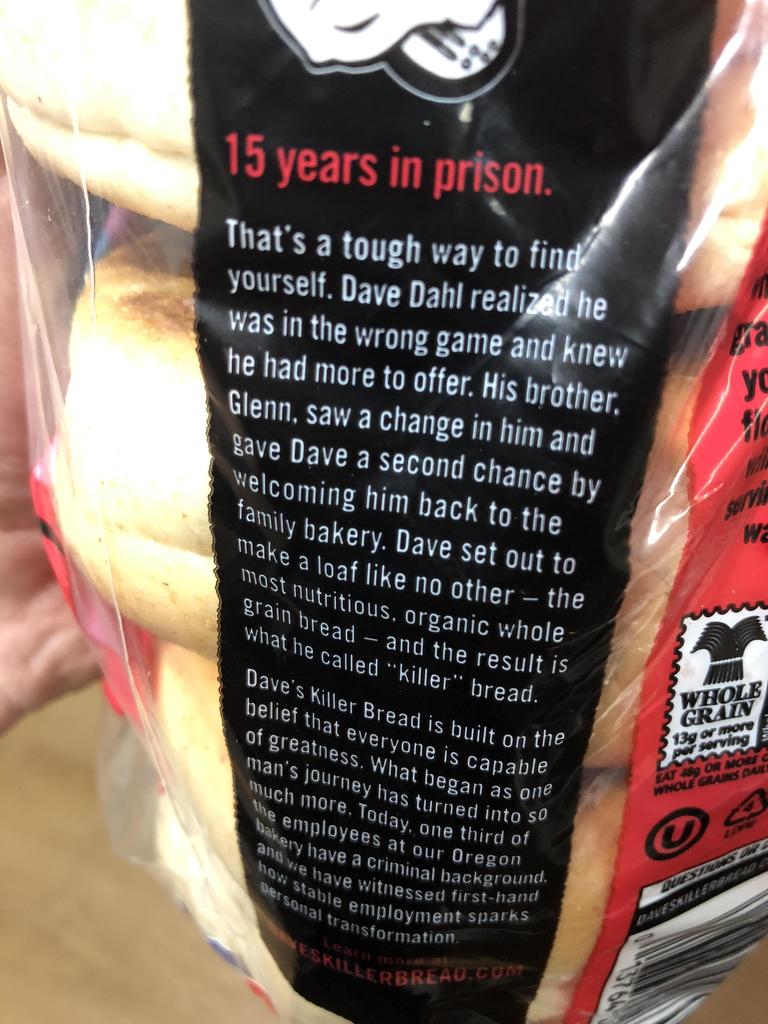 15 years in prison.
That's a tough way to find
yourself. Dave Dahl realized he
was in the wrong game and knew
he had more to offer. His brother,
Glenn, saw a change in him and
gave Dave a second chance by
welcoming him back to the
family bakery. Dave set out to
make a loaf like no other – the
most nutritious, organic whole-
grain bread – and the result is
what he called "killer" bread.
Dave's Killer Bread is built on the
belief that everyone is capable
of greatness. What began as one
man's journey has turned into so
much more. Today, one third of
the employees at our Oregon
bakery have a criminal background,
and we have witnessed first-hand
how stable employment sparks
personal transformation.
Learn more at
DAVESKILLERBREAD.COM
WHOLE
GRAIN
13g or more
per serving
EAT 48g OR MORE
WHOLE GRAINS DAILY
U
4
LDPE
QUESTIONS OR
DAVESKILLERBREAD.C
0 13764